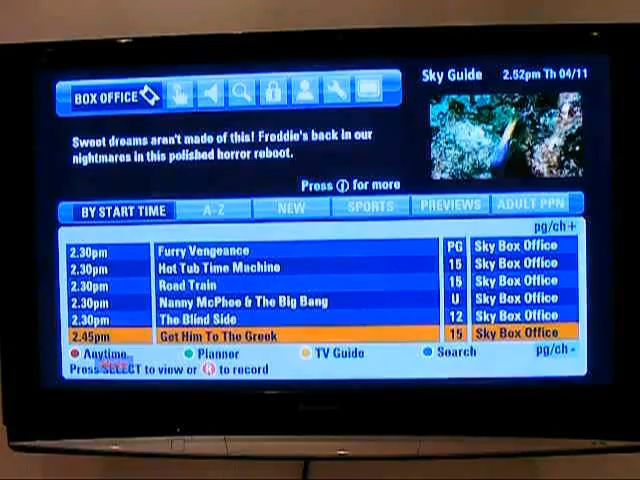 BOX OFFICE
Sky Guide 2.52pm Th 04/11
Sweet dreams aren't made of this! Freddie's back in our
nightmares in this polished horror reboot.
Press i for more
BY START TIME A-Z NEW SPORTS PREVIEWS ADULT PPN
pg/ch+
2.30pm Furry Vengeance PG Sky Box Office
2.30pm Hot Tub Time Machine 15 Sky Box Office
2.30pm Road Train 15 Sky Box Office
2.30pm Nanny McPhee & The Big Bang U Sky Box Office
2.30pm The Blind Side 12 Sky Box Office
2.45pm Get Him To The Greek 15 Sky Box Office
Anytime Planner TV Guide Search pg/ch-
Press SELECT to view or R to record